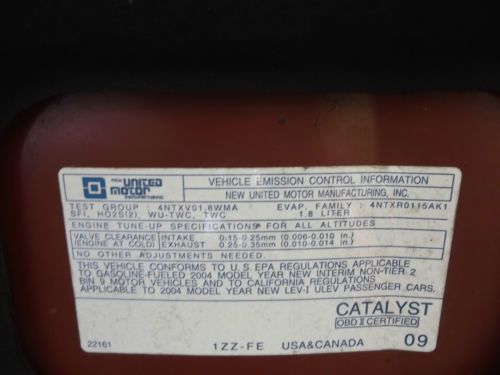 NEW UNITED
MOTOR
MANUFACTURING
VEHICLE EMISSION CONTROL INFORMATION
NEW UNITED MOTOR MANUFACTURING, INC.
TEST GROUP : 4NTXV01.8WMA EVAP. FAMILY : 4NTXR0115AK1
SFI, HO2S(2), WU-TWC, TWC 1.8 LITER
ENGINE TUNE-UP SPECIFICATIONS FOR ALL ALTITUDES
VALVE CLEARANCE INTAKE 0.15-0.25mm (0.006-0.010 in.)
(ENGINE AT COLD) EXHAUST 0.25-0.35mm (0.010-0.014 in.)
NO OTHER ADJUSTMENTS NEEDED.
THIS VEHICLE CONFORMS TO U.S.EPA REGULATIONS APPLICABLE
TO GASOLINE-FUELED 2004 MODEL YEAR NEW INTERIM NON-TIER 2
BIN 9 MOTOR VEHICLES AND TO CALIFORNIA REGULATIONS
APPLICABLE TO 2004 MODEL YEAR NEW LEV-I ULEV PASSENGER CARS.
CATALYST
OBD II CERTIFIED
22161 1ZZ-FE USA&CANADA 09